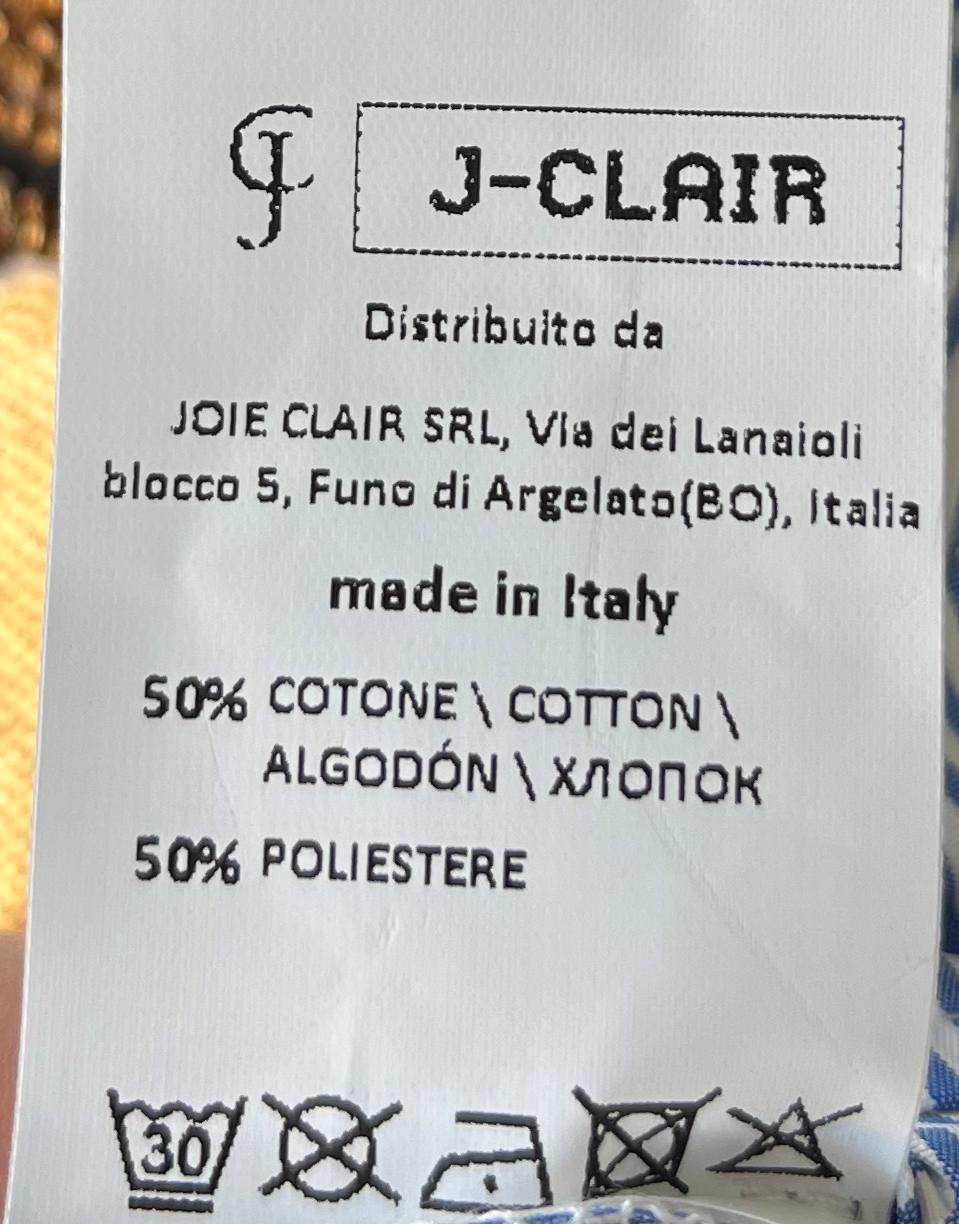 J-CLAIR
Distribuito da
JOIE CLAIR SRL, Via dei Lanaioli
blocco 5, Funo di Argelato(BO), Italia
made in Italy
50% COTONE \ COTTON \
ALGODÓN \ ХЛОПОК
50% POLIESTERE
30